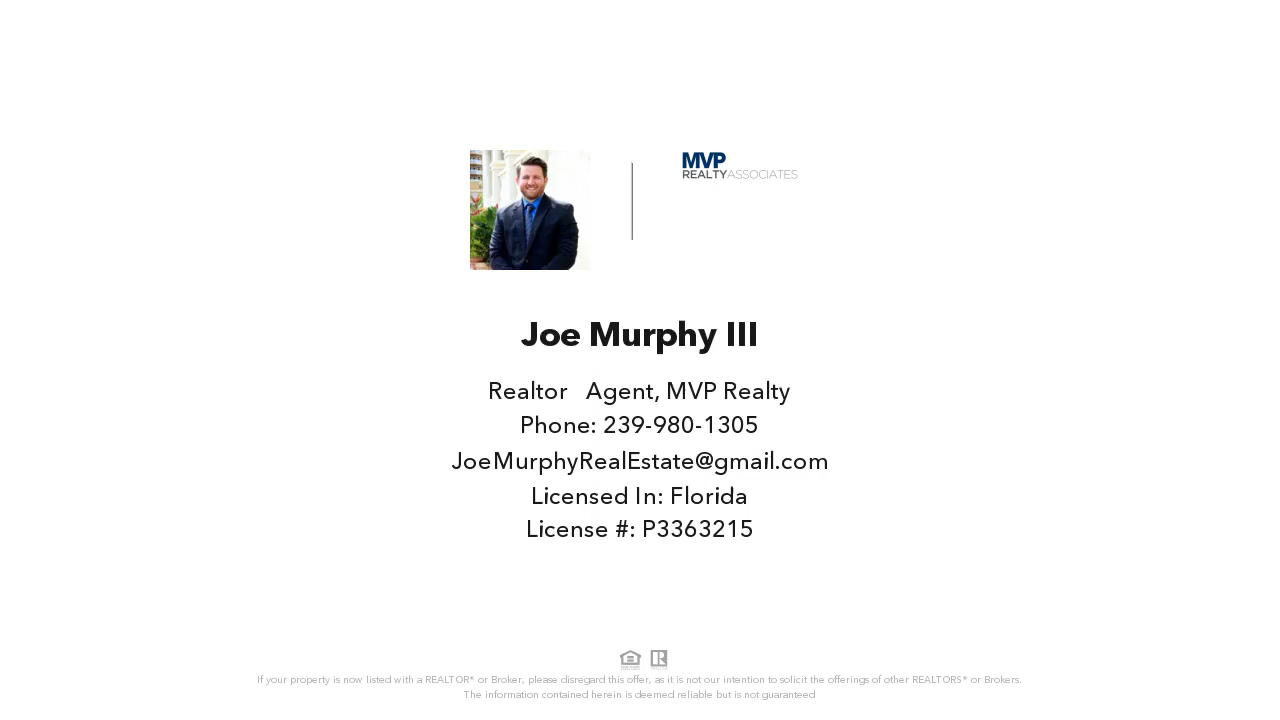 MVP
REALTYASSOCIATES
Joe Murphy III
Realtor   Agent, MVP Realty
Phone: 239-980-1305
JoeMurphyRealEstate@gmail.com
Licensed In: Florida
License #: P3363215
If your property is now listed with a REALTOR® or Broker, please disregard this offer, as it is not our intention to solicit the offerings of other REALTORS® or Brokers.
The information contained herein is deemed reliable but is not guaranteed